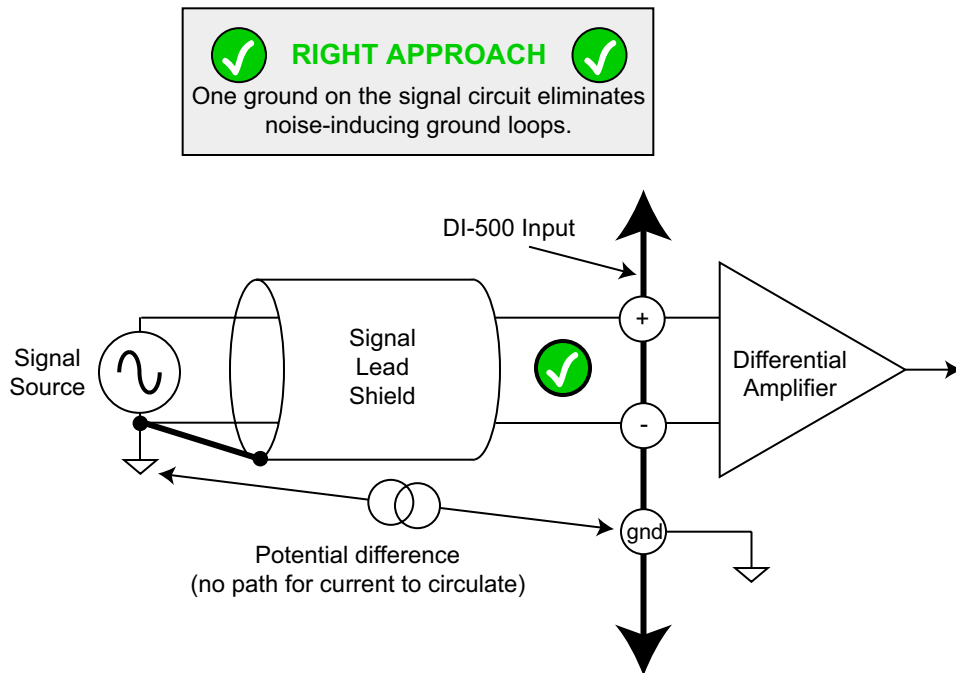 RIGHT APPROACH
One ground on the signal circuit eliminates
noise-inducing ground loops.
DI-500 Input
Signal
Source
Signal
Lead
Shield
+
-
Differential
Amplifier
gnd
Potential difference
(no path for current to circulate)